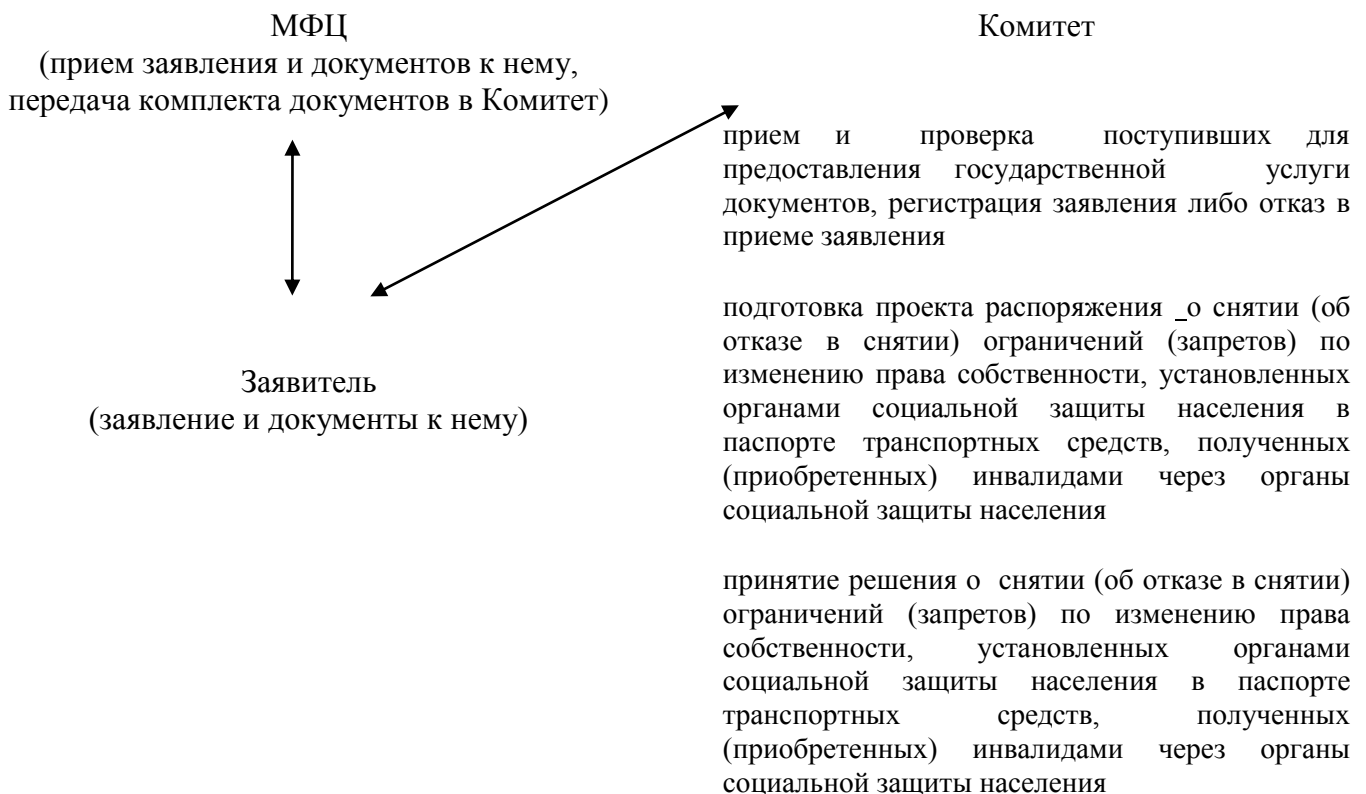 МФЦ
(прием заявления и документов к нему,
передача комплекта документов в Комитет)
Заявитель
(заявление и документы к нему)
Комитет
прием и проверка поступивших для
предоставления государственной услуги
документов, регистрация заявления либо отказ в
приеме заявления
подготовка проекта распоряжения _о снятии (об
отказе в снятии) ограничений (запретов) по
изменению права собственности, установленных
органами социальной защиты населения в
паспорте транспортных средств, полученных
(приобретенных) инвалидами через органы
социальной защиты населения
принятие решения о снятии (об отказе в снятии)
ограничений (запретов) по изменению права
собственности, установленных органами
социальной защиты населения в паспорте
транспортных средств, полученных
(приобретенных) инвалидами через органы
социальной защиты населения